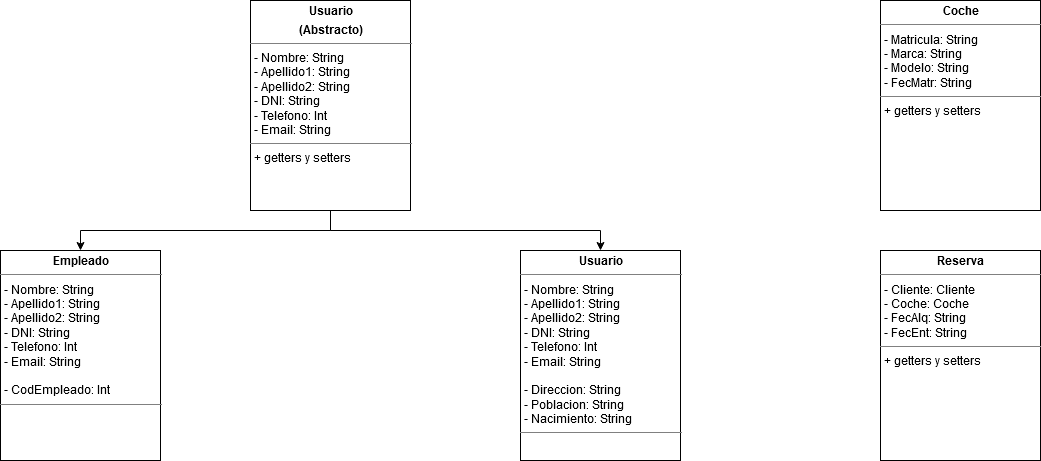 Usuario
(Abstracto)
- Nombre: String
- Apellido1: String
- Apellido2: String
- DNI: String
- Telefono: Int
- Email: String
+ getters y setters
Coche
- Matricula: String
- Marca: String
- Modelo: String
- FecMatr: String
+ getters y setters
Empleado
- Nombre: String
- Apellido1: String
- Apellido2: String
- DNI: String
- Telefono: Int
- Email: String
- CodEmpleado: Int
Usuario
- Nombre: String
- Apellido1: String
- Apellido2: String
- DNI: String
- Telefono: Int
- Email: String
- Direccion: String
- Poblacion: String
- Nacimiento: String
Reserva
- Cliente: Cliente
- Coche: Coche
- FecAlq: String
- FecEnt: String
+ getters y setters